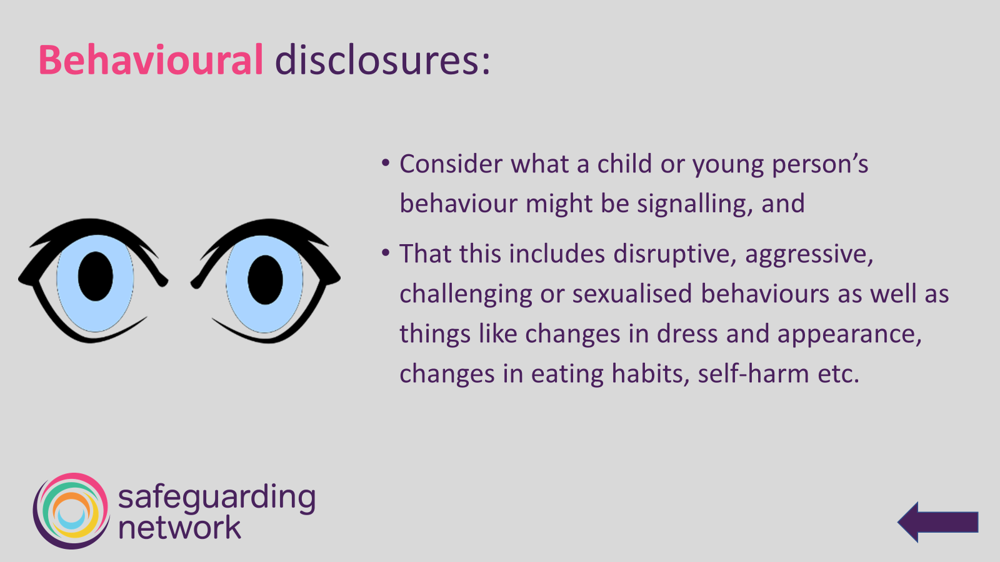 Behavioural disclosures:
• Consider what a child or young person’s
behaviour might be signalling, and
• That this includes disruptive, aggressive,
challenging or sexualised behaviours as well as
things like changes in dress and appearance,
changes in eating habits, self-harm etc.
safeguarding
network